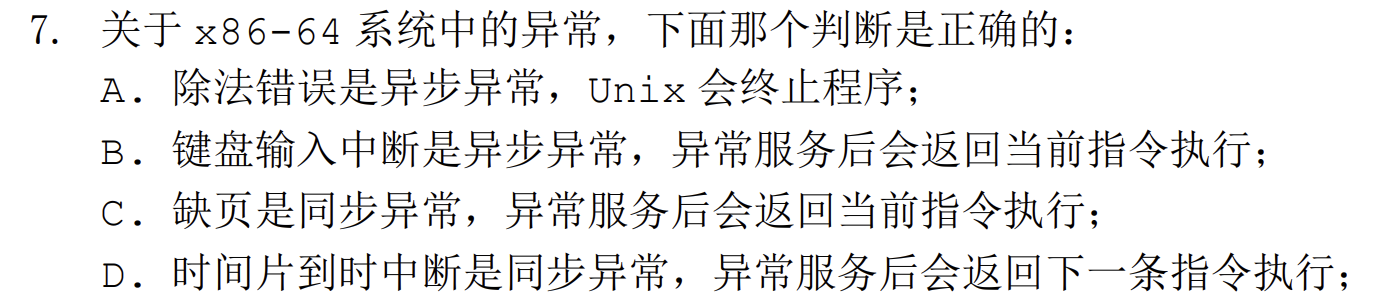 7. 关于 x86-64 系统中的异常，下面那个判断是正确的：
A. 除法错误是异步异常，Unix 会终止程序；
B. 键盘输入中断是异步异常，异常服务后会返回当前指令执行；
C. 缺页是同步异常，异常服务后会返回当前指令执行；
D. 时间片到时中断是同步异常，异常服务后会返回下一条指令执行；